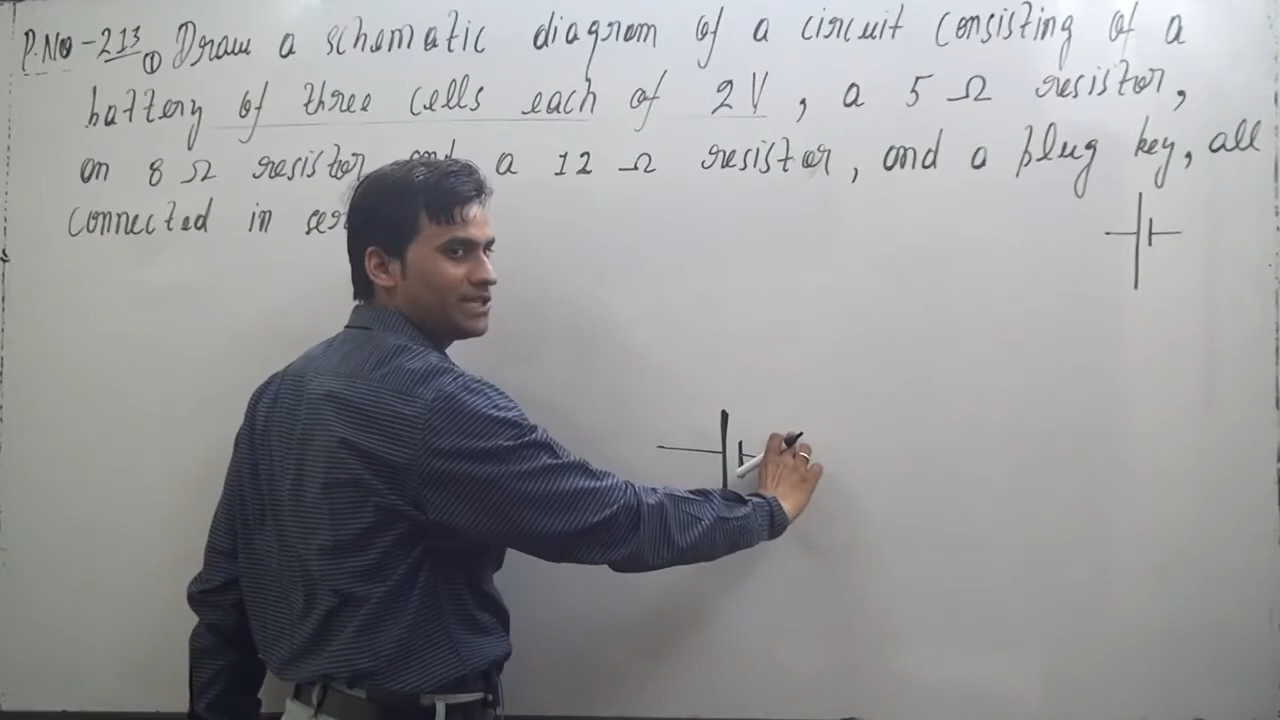 P.No-213 ① Draw a schematic diagram of a circuit consisting of a
battery of three cells each of 2V, a 5 Ω resistor,
an 8 Ω resistor and a 12 Ω resistor, and a plug key, all
connected in